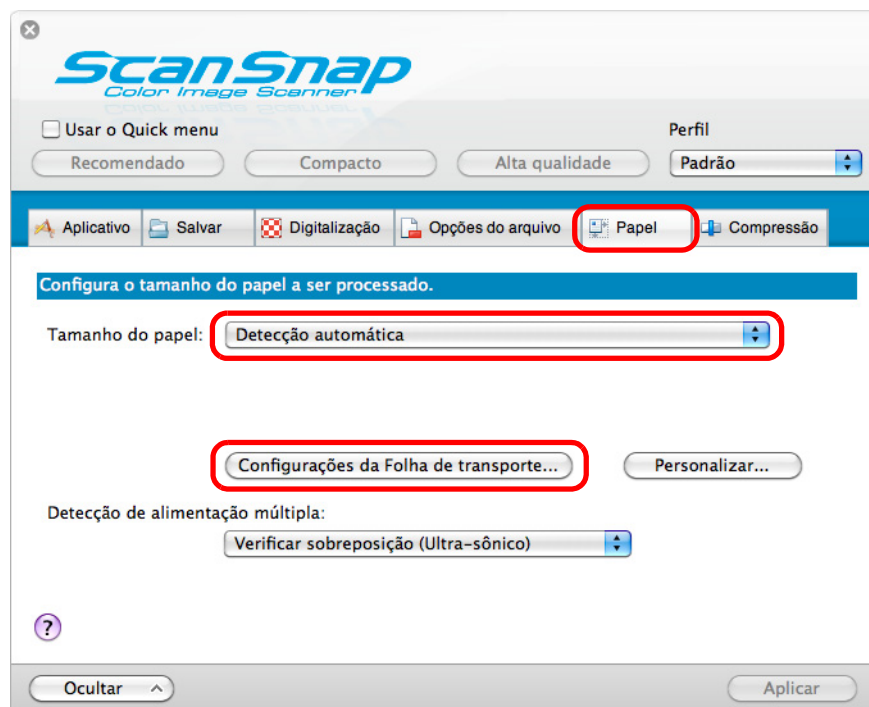 ScanSnap
Color Image Scanner
Usar o Quick menu
Perfil
Recomendado Compacto Alta qualidade Padrão
Aplicativo Salvar Digitalização Opções do arquivo Papel Compressão
Configura o tamanho do papel a ser processado.
Tamanho do papel: Detecção automática
Configurações da Folha de transporte... Personalizar...
Detecção de alimentação múltipla:
Verificar sobreposição (Ultra-sônico)
?
Ocultar Aplicar